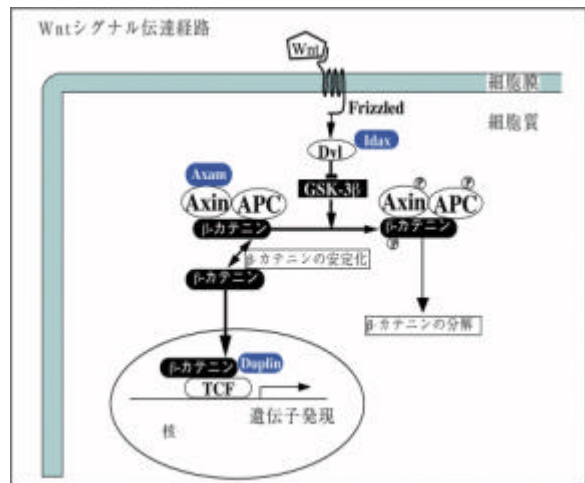 Wntシグナル伝達経路
Wnt
細胞膜
Frizzled
細胞質
Dvl
Idax
Axam
GSK-3β
Axin
APC
β-カテニン
Axin
APC
β-カテニン
P
P
P
β-カテニンの安定化
β-カテニン
β-カテニンの分解
β-カテニン
Duplin
TCF
遺伝子発現
核